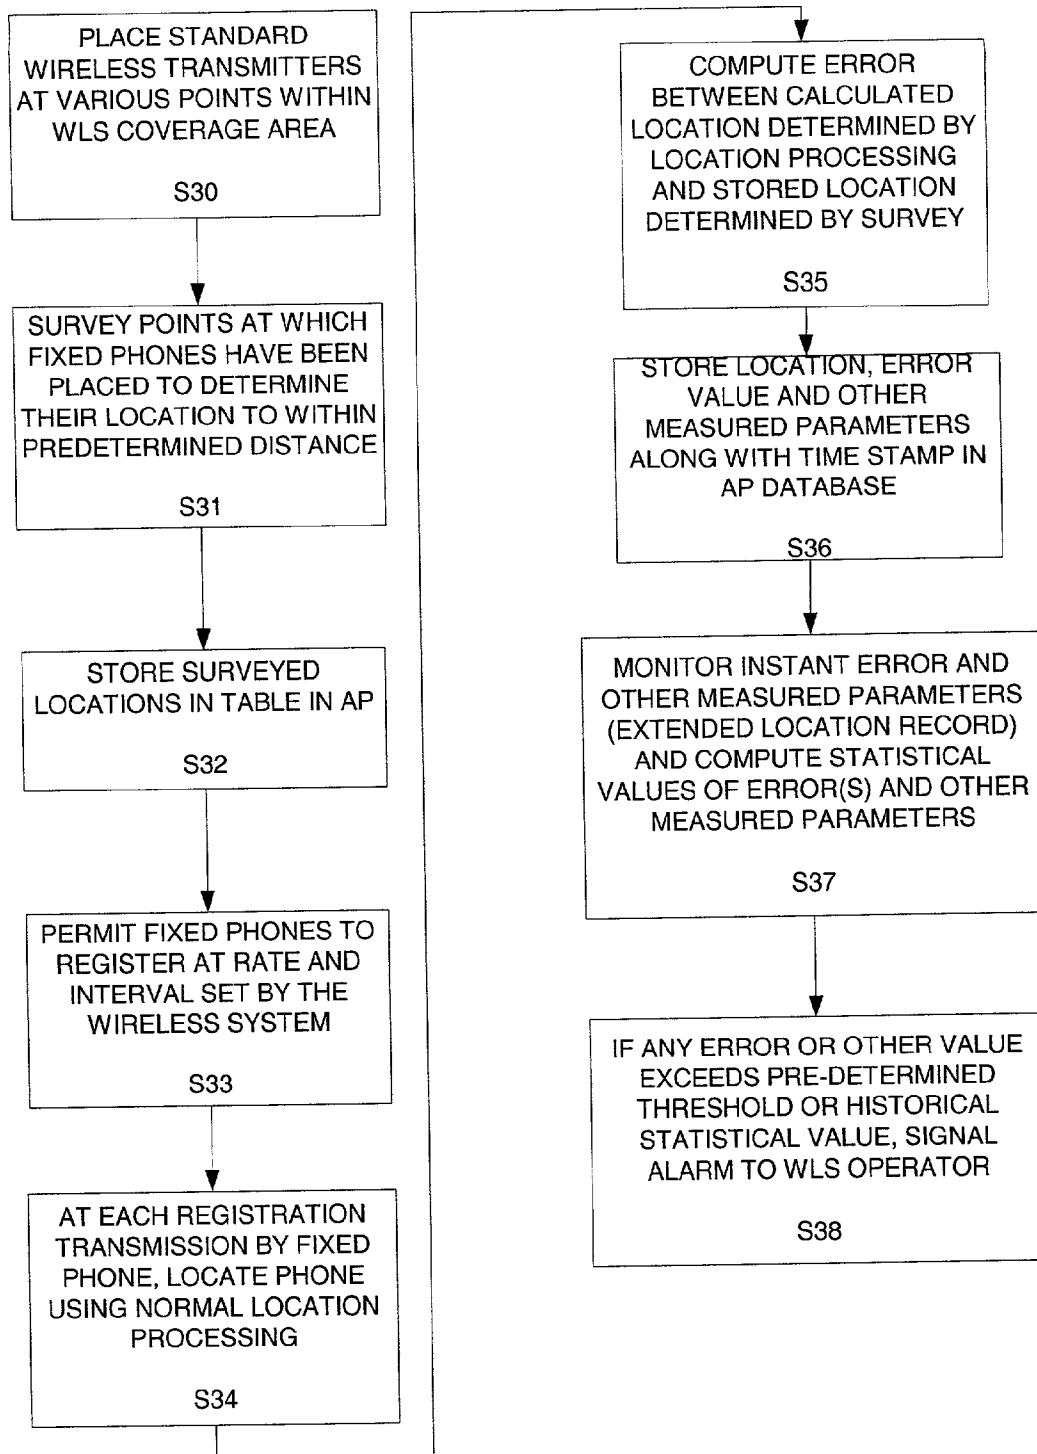 PLACE STANDARD
WIRELESS TRANSMITTERS
AT VARIOUS POINTS WITHIN
WLS COVERAGE AREA
S30
SURVEY POINTS AT WHICH
FIXED PHONES HAVE BEEN
PLACED TO DETERMINE
THEIR LOCATION TO WITHIN
PREDETERMINED DISTANCE
S31
STORE SURVEYED
LOCATIONS IN TABLE IN AP
S32
PERMIT FIXED PHONES TO
REGISTER AT RATE AND
INTERVAL SET BY THE
WIRELESS SYSTEM
S33
AT EACH REGISTRATION
TRANSMISSION BY FIXED
PHONE, LOCATE PHONE
USING NORMAL LOCATION
PROCESSING
S34
COMPUTE ERROR
BETWEEN CALCULATED
LOCATION DETERMINED BY
LOCATION PROCESSING
AND STORED LOCATION
DETERMINED BY SURVEY
S35
STORE LOCATION, ERROR
VALUE AND OTHER
MEASURED PARAMETERS
ALONG WITH TIME STAMP IN
AP DATABASE
S36
MONITOR INSTANT ERROR AND
OTHER MEASURED PARAMETERS
(EXTENDED LOCATION RECORD)
AND COMPUTE STATISTICAL
VALUES OF ERROR(S) AND OTHER
MEASURED PARAMETERS
S37
IF ANY ERROR OR OTHER VALUE
EXCEEDS PRE-DETERMINED
THRESHOLD OR HISTORICAL
STATISTICAL VALUE, SIGNAL
ALARM TO WLS OPERATOR
S38